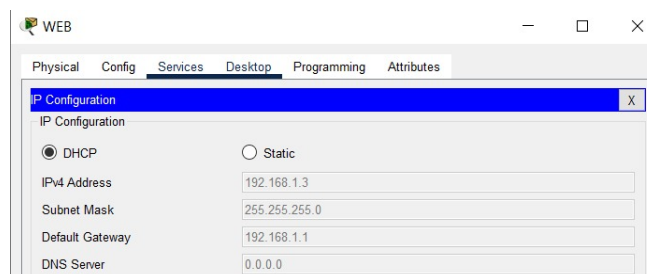 WEB
Physical Config Services Desktop Programming Attributes
IP Configuration X
IP Configuration
DHCP Static
IPv4 Address 192.168.1.3
Subnet Mask 255.255.255.0
Default Gateway 192.168.1.1
DNS Server 0.0.0.0